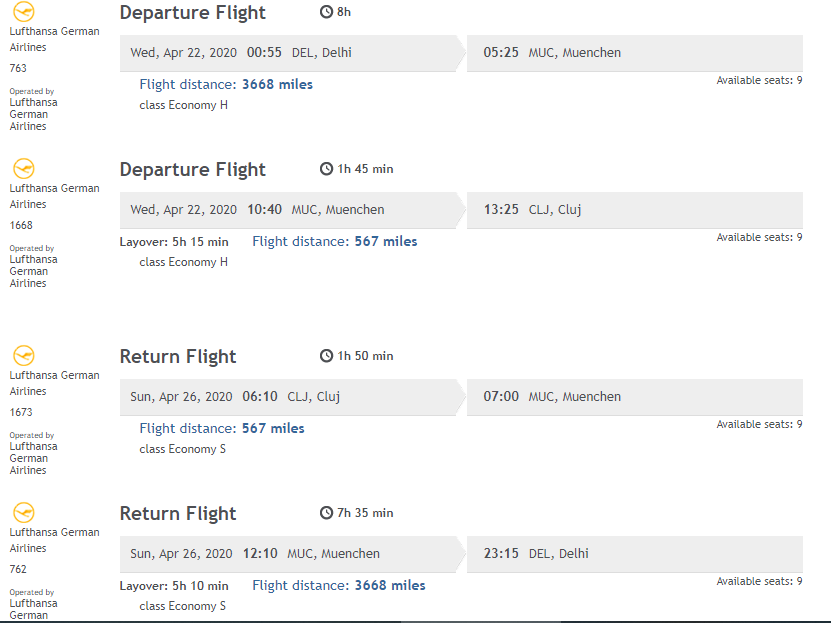 Departure Flight 8h
Lufthansa German
Airlines
763
Operated by
Lufthansa
German
Airlines
Wed, Apr 22, 2020 00:55 DEL, Delhi 05:25 MUC, Muenchen
Flight distance: 3668 miles Available seats: 9
class Economy H
Departure Flight 1h 45 min
Lufthansa German
Airlines
1668
Operated by
Lufthansa
German
Airlines
Wed, Apr 22, 2020 10:40 MUC, Muenchen 13:25 CLJ, Cluj
Layover: 5h 15 min Flight distance: 567 miles Available seats: 9
class Economy H
Return Flight 1h 50 min
Lufthansa German
Airlines
1673
Operated by
Lufthansa
German
Airlines
Sun, Apr 26, 2020 06:10 CLJ, Cluj 07:00 MUC, Muenchen
Flight distance: 567 miles Available seats: 9
class Economy S
Return Flight 7h 35 min
Lufthansa German
Airlines
762
Operated by
Lufthansa
German
Sun, Apr 26, 2020 12:10 MUC, Muenchen 23:15 DEL, Delhi
Layover: 5h 10 min Flight distance: 3668 miles Available seats: 9
class Economy S